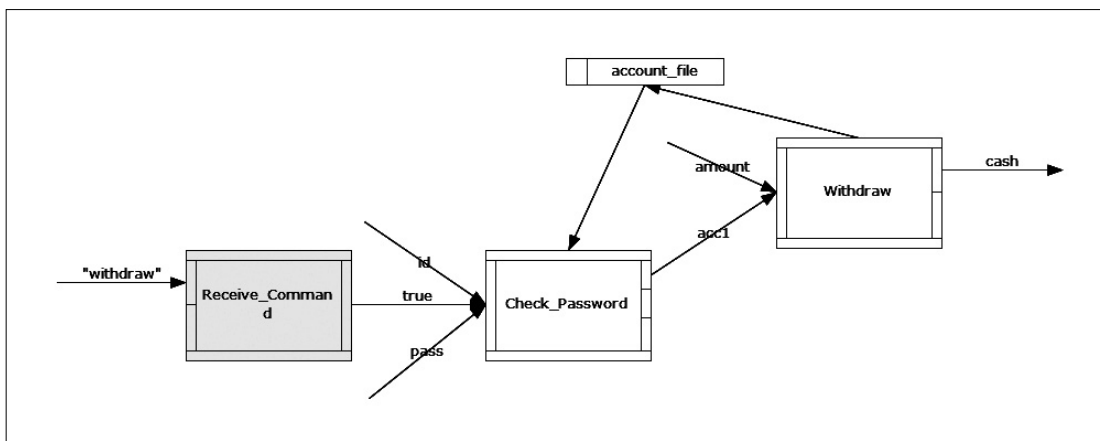 account_file
amount
cash
Withdraw
acc1
"withdraw"
id
Receive_Comman
d
true
Check_Password
pass